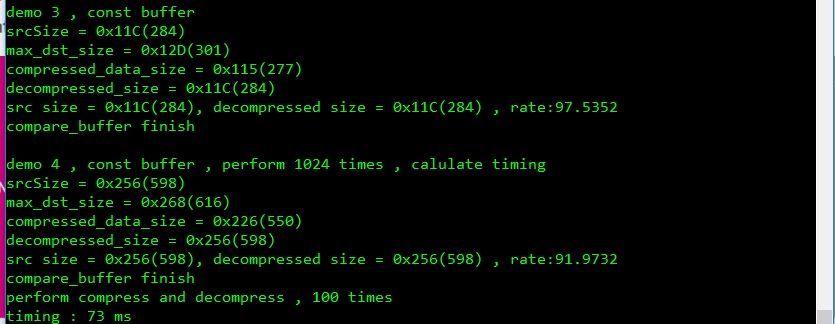 demo 3 , const buffer
srcSize = 0x11C(284)
max_dst_size = 0x12D(301)
compressed_data_size = 0x115(277)
decompressed_size = 0x11C(284)
src size = 0x11C(284), decompressed size = 0x11C(284) , rate:97.5352
compare_buffer finish
demo 4 , const buffer , perform 1024 times , calulate timing
srcSize = 0x256(598)
max_dst_size = 0x268(616)
compressed_data_size = 0x226(550)
decompressed_size = 0x256(598)
src size = 0x256(598), decompressed size = 0x256(598) , rate:91.9732
compare_buffer finish
perform compress and decompress , 100 times
timing : 73 ms